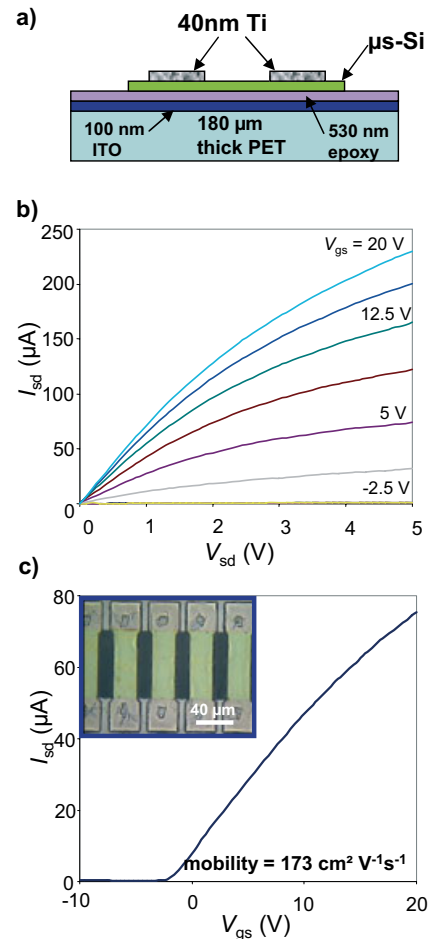 a)
40nm Ti
µs-Si
100 nm
ITO
180 µm
thick PET
530 nm
epoxy
b)
250
200
150
100
50
0
I_sd (µA)
V_gs = 20 V
12.5 V
5 V
-2.5 V
0 1 2 3 4 5
V_sd (V)
c)
80
60
40
20
0
I_sd (µA)
40 µm
mobility = 173 cm² V⁻¹s⁻¹
-10 0 10 20
V_gs (V)